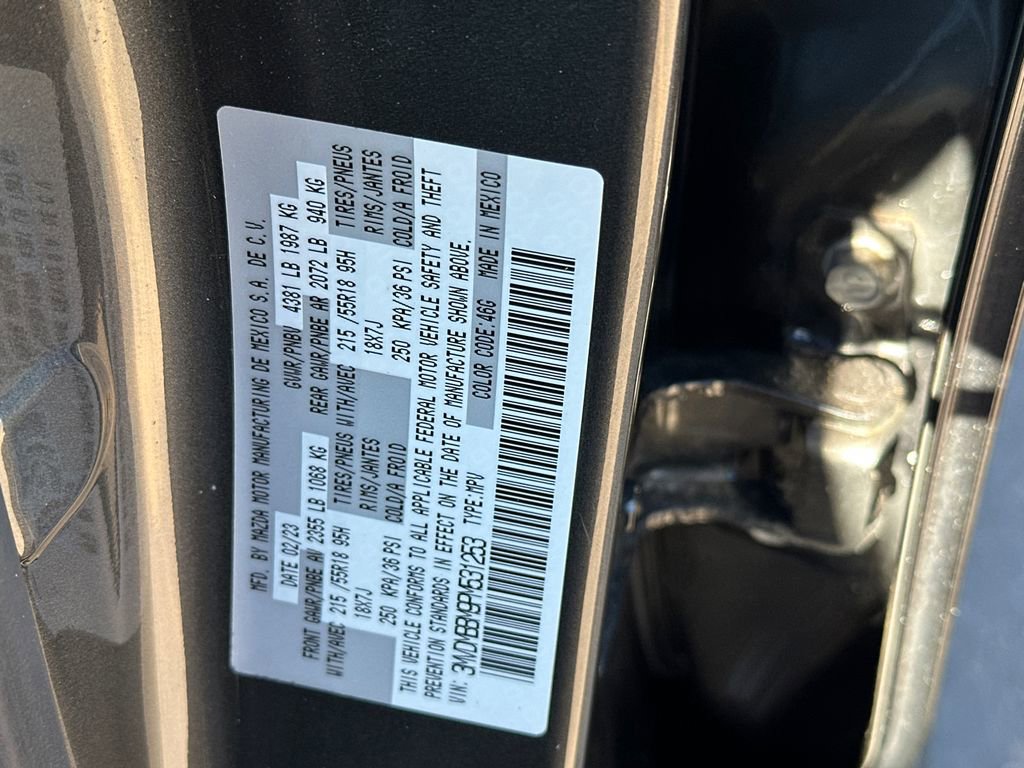 MFD. BY MAZDA MOTOR MANUFACTURING DE MEXICO S.A. DE C.V.
DATE 02/23 GVWR/PNBV 4381 LB 1987 KG
FRONT GAWR/PNBE AV 2355 LB 1068 KG REAR GAWR/PNBE AR 2072 LB 940 KG
WITH/AVEC 215 /55R18 95H TIRES/PNEUS WITH/AVEC 215 /55R18 95H TIRES/PNEUS
18X7J RIMS/JANTES 18X7J RIMS/JANTES
250 KPA/36 PSI COLD/A FROID 250 KPA/36 PSI COLD/A FROID
THIS VEHICLE CONFORMS TO ALL APPLICABLE FEDERAL MOTOR VEHICLE SAFETY AND THEFT
PREVENTION STANDARDS IN EFFECT ON THE DATE OF MANUFACTURE SHOWN ABOVE.
VIN: 3MVDMBBM9PM531253 TYPE:MPV COLOR CODE:46G MADE IN MEXICO